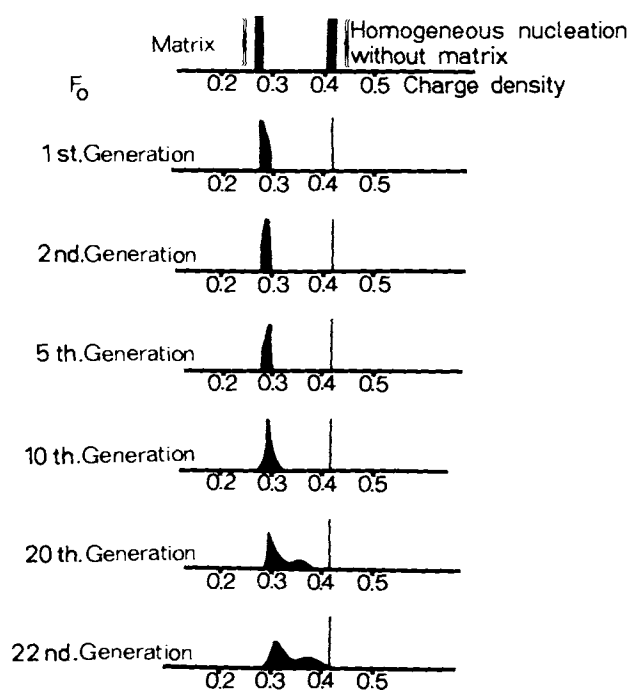 Matrix
Homogeneous nucleation
without matrix
Fo 0.2 0.3 0.4 0.5 Charge density
1 st.Generation
0.2 0.3 0.4 0.5
2nd.Generation
0.2 0.3 0.4 0.5
5 th.Generation
0.2 0.3 0.4 0.5
10 th.Generation
0.2 0.3 0.4 0.5
20 th.Generation
0.2 0.3 0.4 0.5
22 nd.Generation
0.2 0.3 0.4 0.5